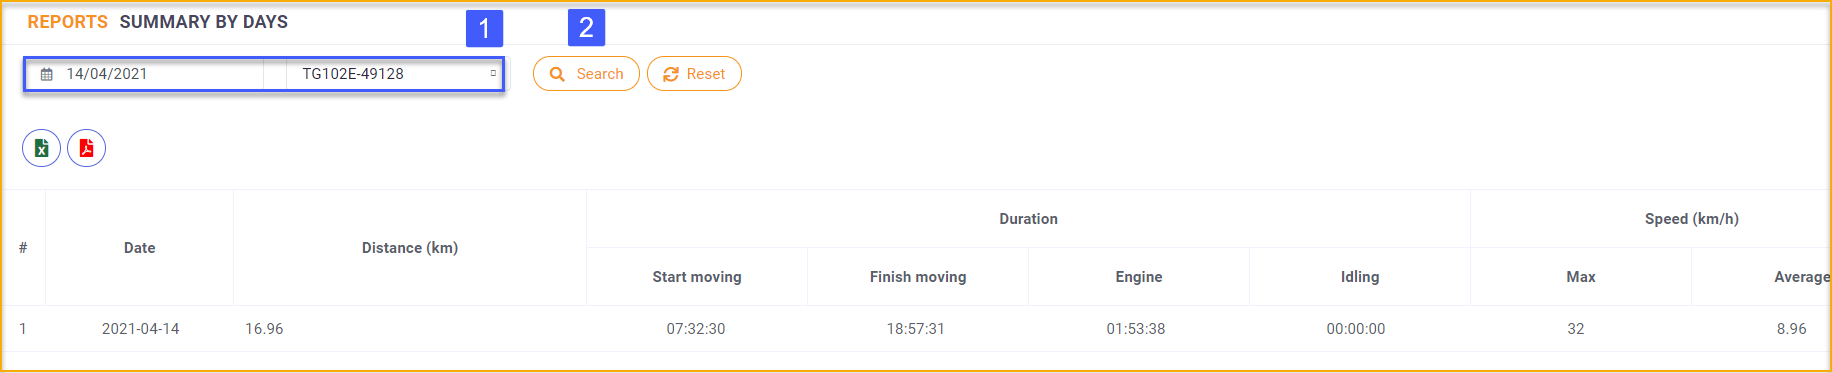 REPORTS SUMMARY BY DAYS
1 2
14/04/2021 TG102E-49128 Search Reset
# Date Distance (km) Duration Speed (km/h)
Start moving Finish moving Engine Idling Max Average
1 2021-04-14 16.96 07:32:30 18:57:31 01:53:38 00:00:00 32 8.96